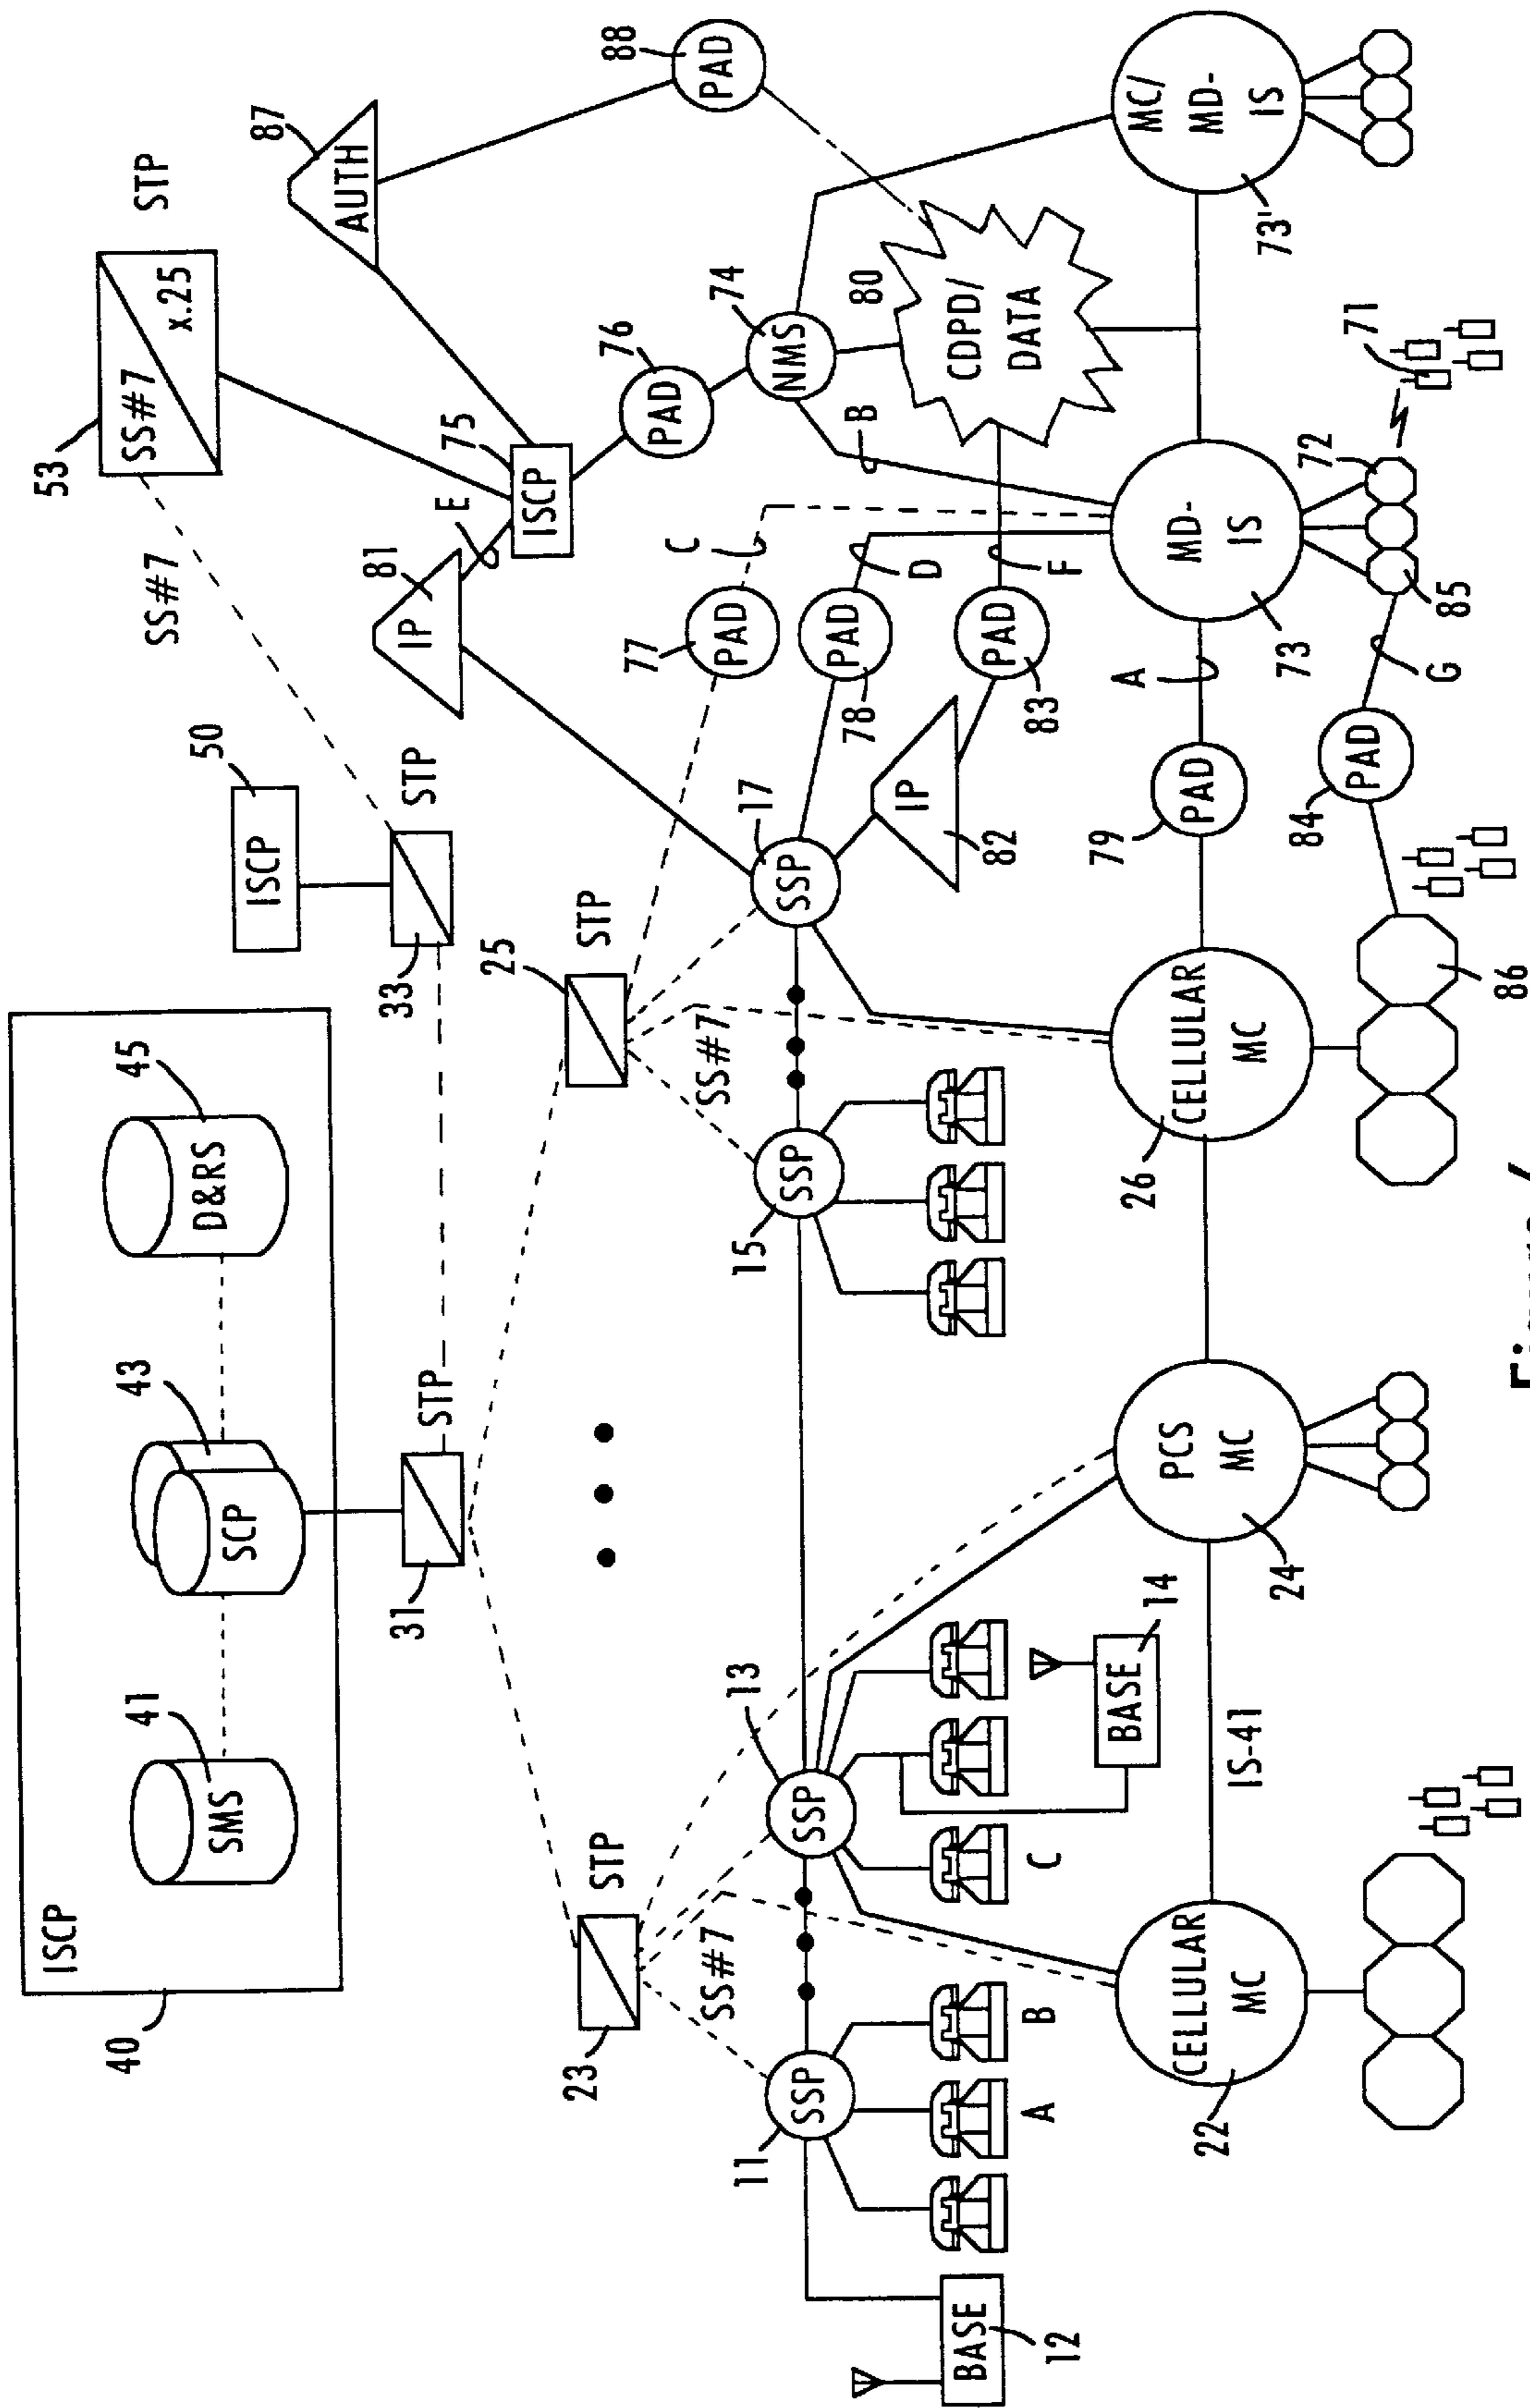 ISCP
40
SMS
41
SCP
43
D&RS
45
31
STP
33
STP
ISCP
50
SS#7
53
SS#7
x.25
STP
23
STP
25
STP
IP
81
E
ISCP
75
AUTH
87
PAD
76
NMS
74
PAD
88
SS#7
SS#7
77
PAD
C
11
SSP
SSP
13
15
SSP
SSP
17
78
PAD
D
B
80
CDPD/
DATA
IP
82
PAD
83
F
BASE
12
A
B
C
BASE
14
CELLULAR
MC
22
IS-41
PCS
MC
24
CELLULAR
MC
26
79
PAD
A
MD-
IS
73
MC/
MD-
IS
73'
84
PAD
G
85
72
71
86